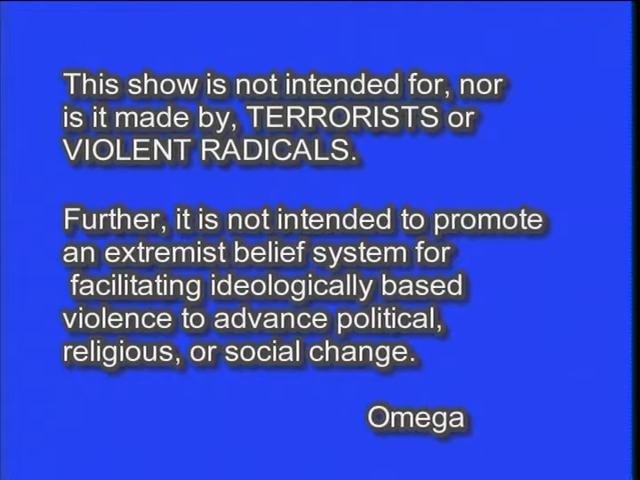 This show is not intended for, nor
is it made by, TERRORISTS or
VIOLENT RADICALS.
Further, it is not intended to promote
an extremist belief system for
facilitating ideologically based
violence to advance political,
religious, or social change.
Omega